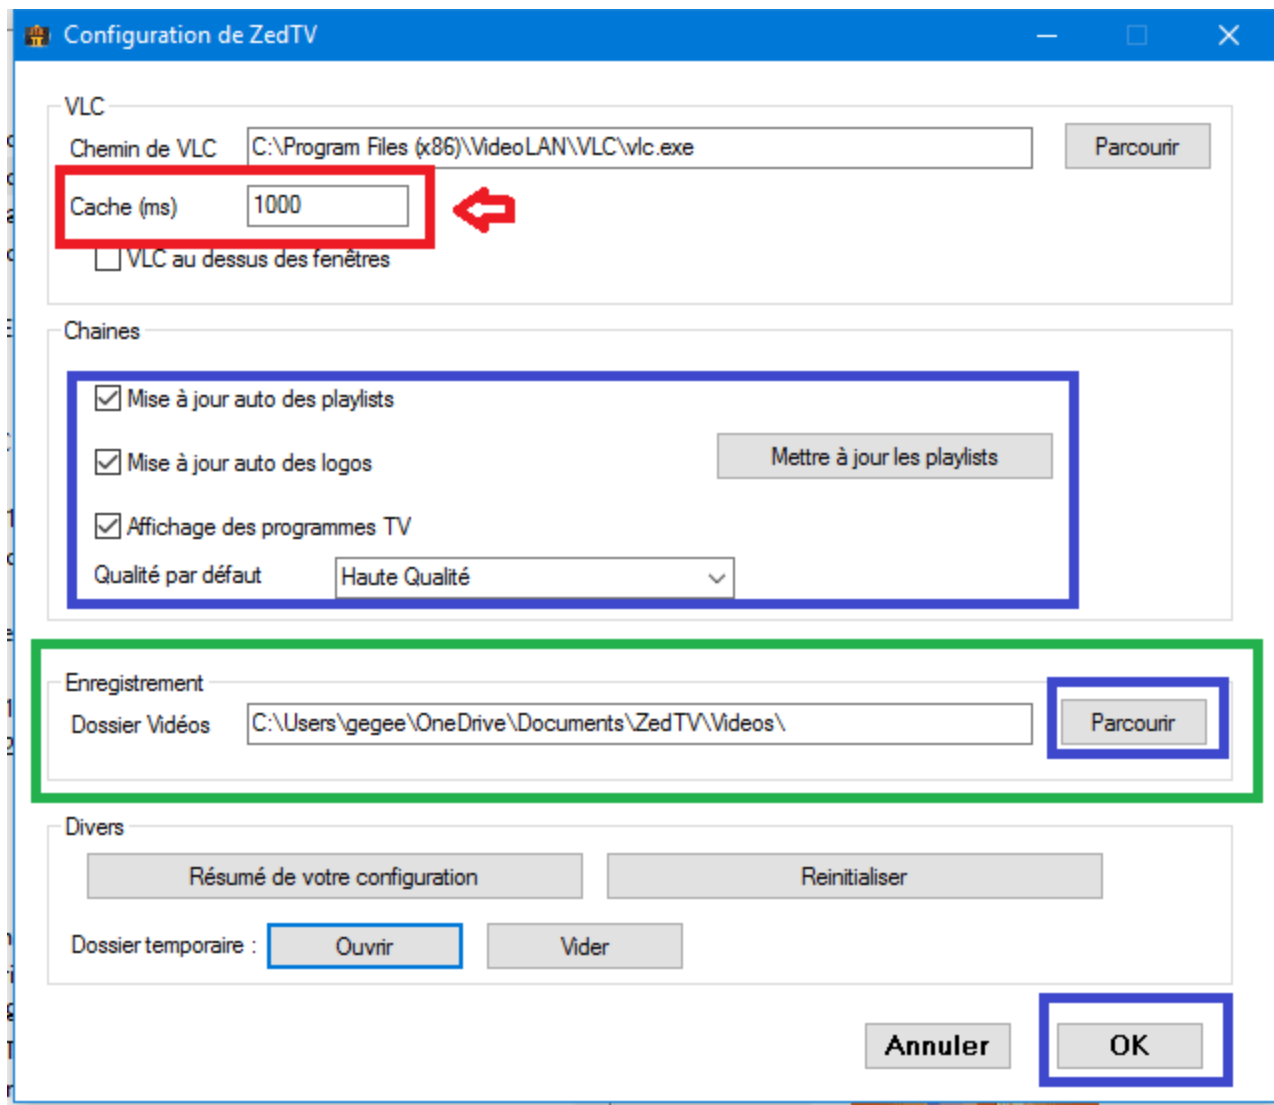 Configuration de ZedTV
VLC
Chemin de VLC C:\Program Files (x86)\VideoLAN\VLC\vlc.exe Parcourir
Cache (ms) 1000
VLC au dessus des fenêtres
Chaines
Mise à jour auto des playlists
Mise à jour auto des logos Mettre à jour les playlists
Affichage des programmes TV
Qualité par défaut Haute Qualité
Enregistrement
Dossier Vidéos C:\Users\gegee\OneDrive\Documents\ZedTV\Videos\ Parcourir
Divers
Résumé de votre configuration Reinitialiser
Dossier temporaire : Ouvrir Vider
Annuler OK